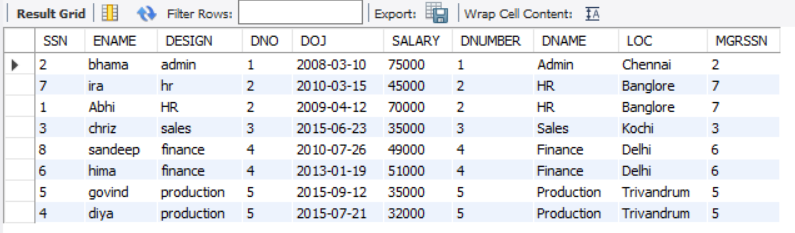 Result Grid Filter Rows: Export: Wrap Cell Content: IA
SSN ENAME DESIGN DNO DOJ SALARY DNUMBER DNAME LOC MGRSSN
2 bhama admin 1 2008-03-10 75000 1 Admin Chennai 2
7 ira hr 2 2010-03-15 45000 2 HR Banglore 7
1 Abhi HR 2 2009-04-12 70000 2 HR Banglore 7
3 chriz sales 3 2015-06-23 35000 3 Sales Kochi 3
8 sandeep finance 4 2010-07-26 49000 4 Finance Delhi 6
6 hima finance 4 2013-01-19 51000 4 Finance Delhi 6
5 govind production 5 2015-09-12 35000 5 Production Trivandrum 5
4 diya production 5 2015-07-21 32000 5 Production Trivandrum 5